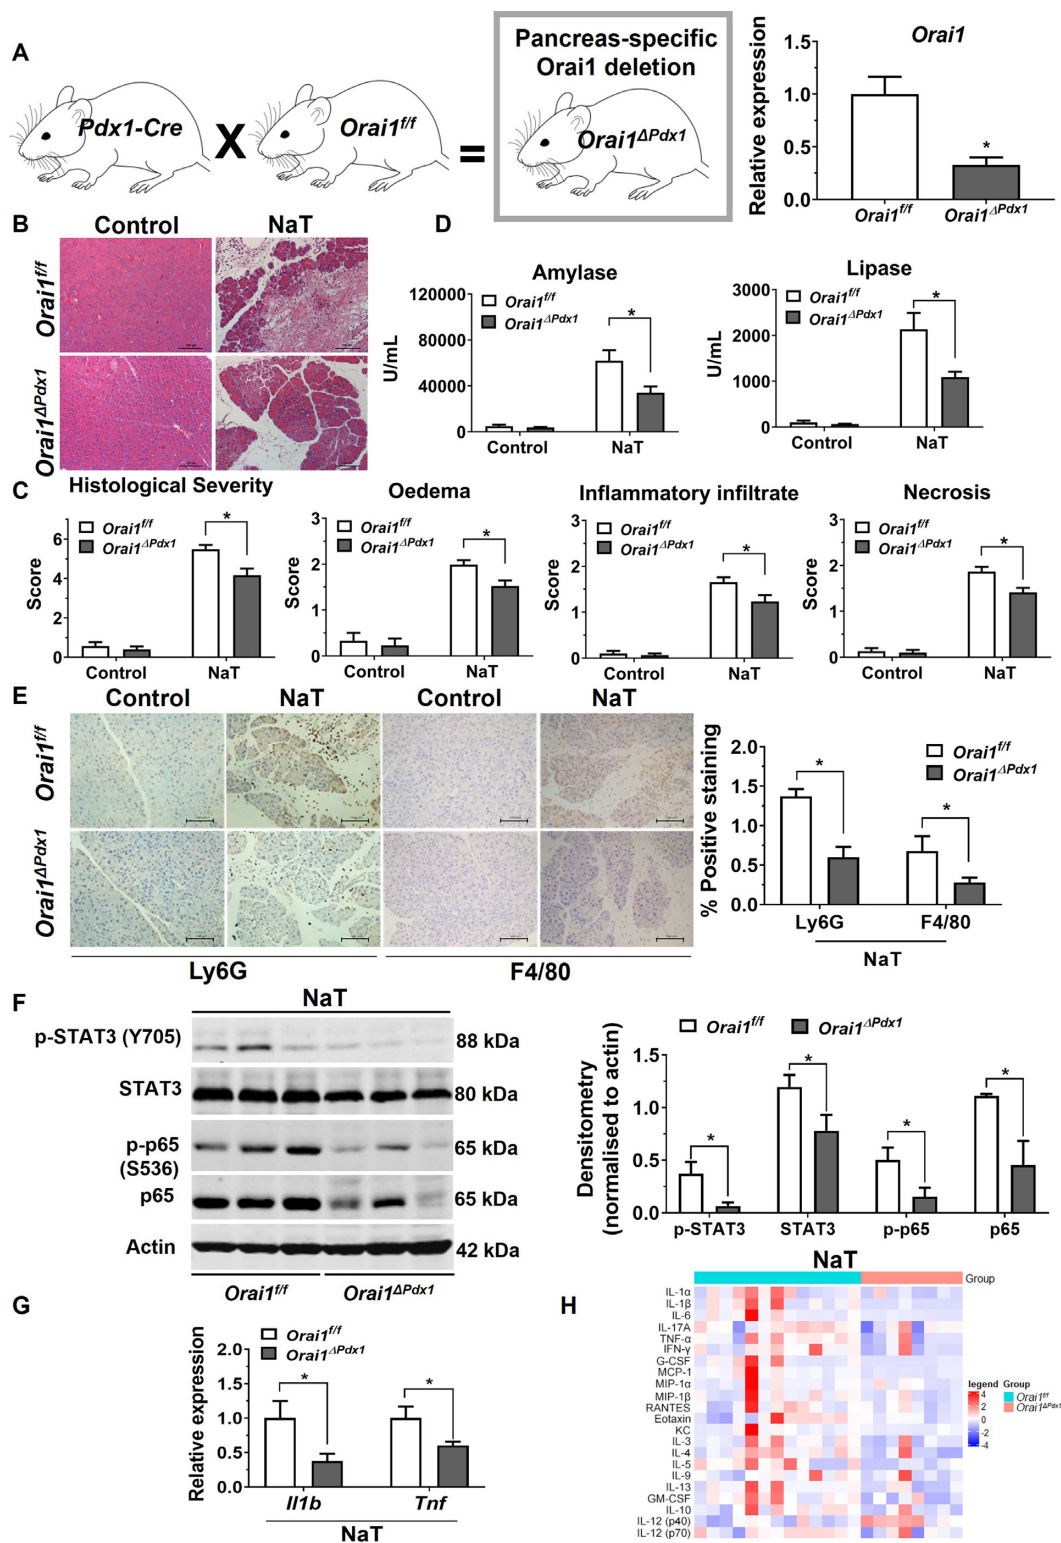 A
Pdx1-Cre
X
Orai1f/f
=
Pancreas-specific
Orai1 deletion
Orai1ΔPdx1
Orai1
Relative expression
1.5
1.0
0.5
0.0
*
Orai1f/f
Orai1ΔPdx1
B
Control
NaT
Orai1f/f
Orai1ΔPdx1
D
Amylase
U/mL
120000
80000
40000
0
Orai1f/f
Orai1ΔPdx1
*
Control
NaT
Lipase
U/mL
3000
2000
1000
0
Orai1f/f
Orai1ΔPdx1
*
Control
NaT
C
Histological Severity
Score
6
4
2
0
Orai1f/f
Orai1ΔPdx1
*
Control
NaT
Oedema
Score
3
2
1
0
Orai1f/f
Orai1ΔPdx1
*
Control
NaT
Inflammatory infiltrate
Score
3
2
1
0
Orai1f/f
Orai1ΔPdx1
*
Control
NaT
Necrosis
Score
3
2
1
0
Orai1f/f
Orai1ΔPdx1
*
Control
NaT
E
Control
NaT
Control
NaT
Orai1f/f
Orai1ΔPdx1
Ly6G
F4/80
% Positive staining
2.0
1.5
1.0
0.5
0.0
Orai1f/f
Orai1ΔPdx1
*
*
Ly6G
F4/80
NaT
F
NaT
p-STAT3 (Y705)
88 kDa
STAT3
80 kDa
p-p65
(S536)
65 kDa
p65
65 kDa
Actin
42 kDa
Orai1f/f
Orai1ΔPdx1
Orai1f/f
Orai1ΔPdx1
Densitometry
(normalised to actin)
1.5
1.0
0.5
0.0
*
*
*
*
p-STAT3
STAT3
p-p65
p65
NaT
G
Relative expression
2.0
1.5
1.0
0.5
0.0
Orai1f/f
Orai1ΔPdx1
*
*
Il1b
Tnf
NaT
H
Group
IL-1α
IL-1β
IL-6
IL-17A
TNF-α
IFN-γ
G-CSF
MCP-1
MIP-1α
MIP-1β
RANTES
Eotaxin
KC
IL-3
IL-4
IL-5
IL-9
IL-13
GM-CSF
IL-10
IL-12 (p40)
IL-12 (p70)
legend
4
2
0
-2
-4
Group
Orai1f/f
Orai1ΔPdx1